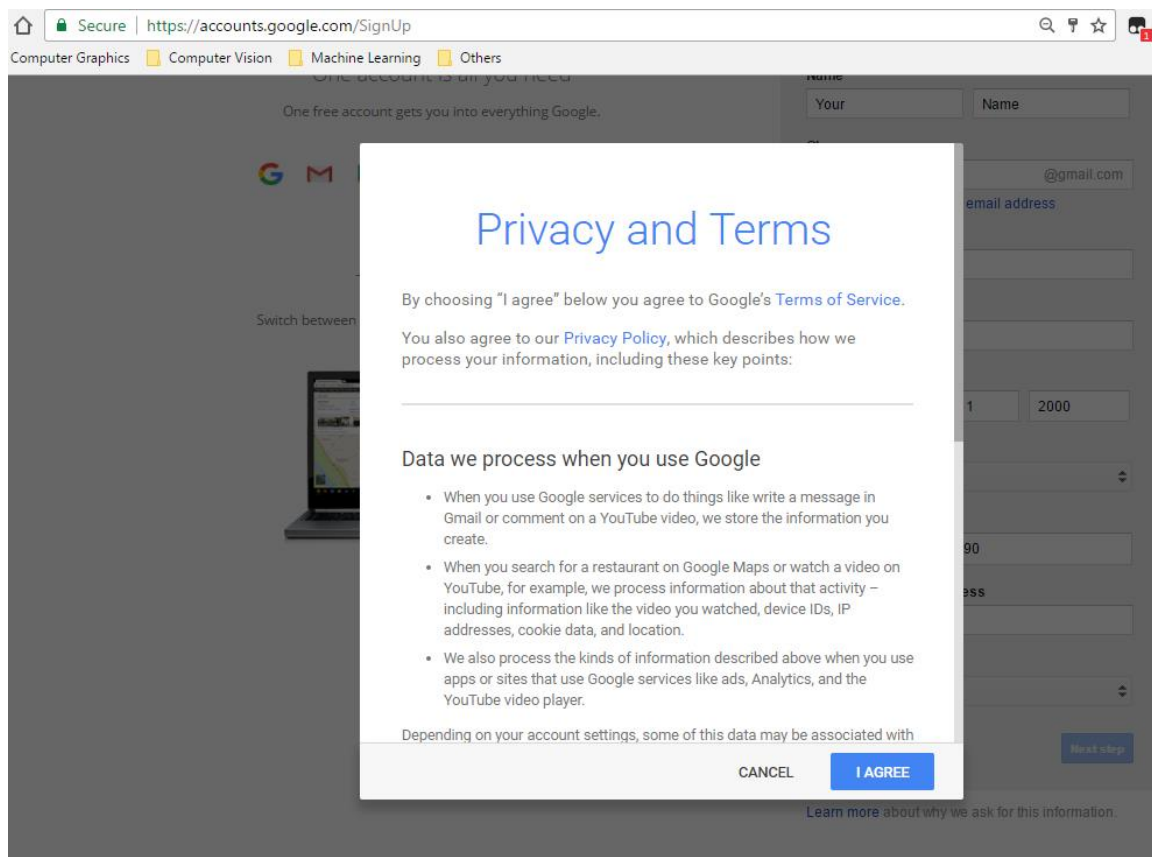 Secure | https://accounts.google.com/SignUp
1
Computer Graphics Computer Vision Machine Learning Others
One account is all you need
One free account gets you into everything Google.
G M
Switch between
Name
Your Name
@gmail.com
email address
1 2000
90
ess
Next step
Learn more about why we ask for this information.
Privacy and Terms
By choosing “I agree” below you agree to Google’s Terms of Service.
You also agree to our Privacy Policy, which describes how we
process your information, including these key points:
Data we process when you use Google
• When you use Google services to do things like write a message in
Gmail or comment on a YouTube video, we store the information you
create.
• When you search for a restaurant on Google Maps or watch a video on
YouTube, for example, we process information about that activity –
including information like the video you watched, device IDs, IP
addresses, cookie data, and location.
• We also process the kinds of information described above when you use
apps or sites that use Google services like ads, Analytics, and the
YouTube video player.
Depending on your account settings, some of this data may be associated with
CANCEL I AGREE